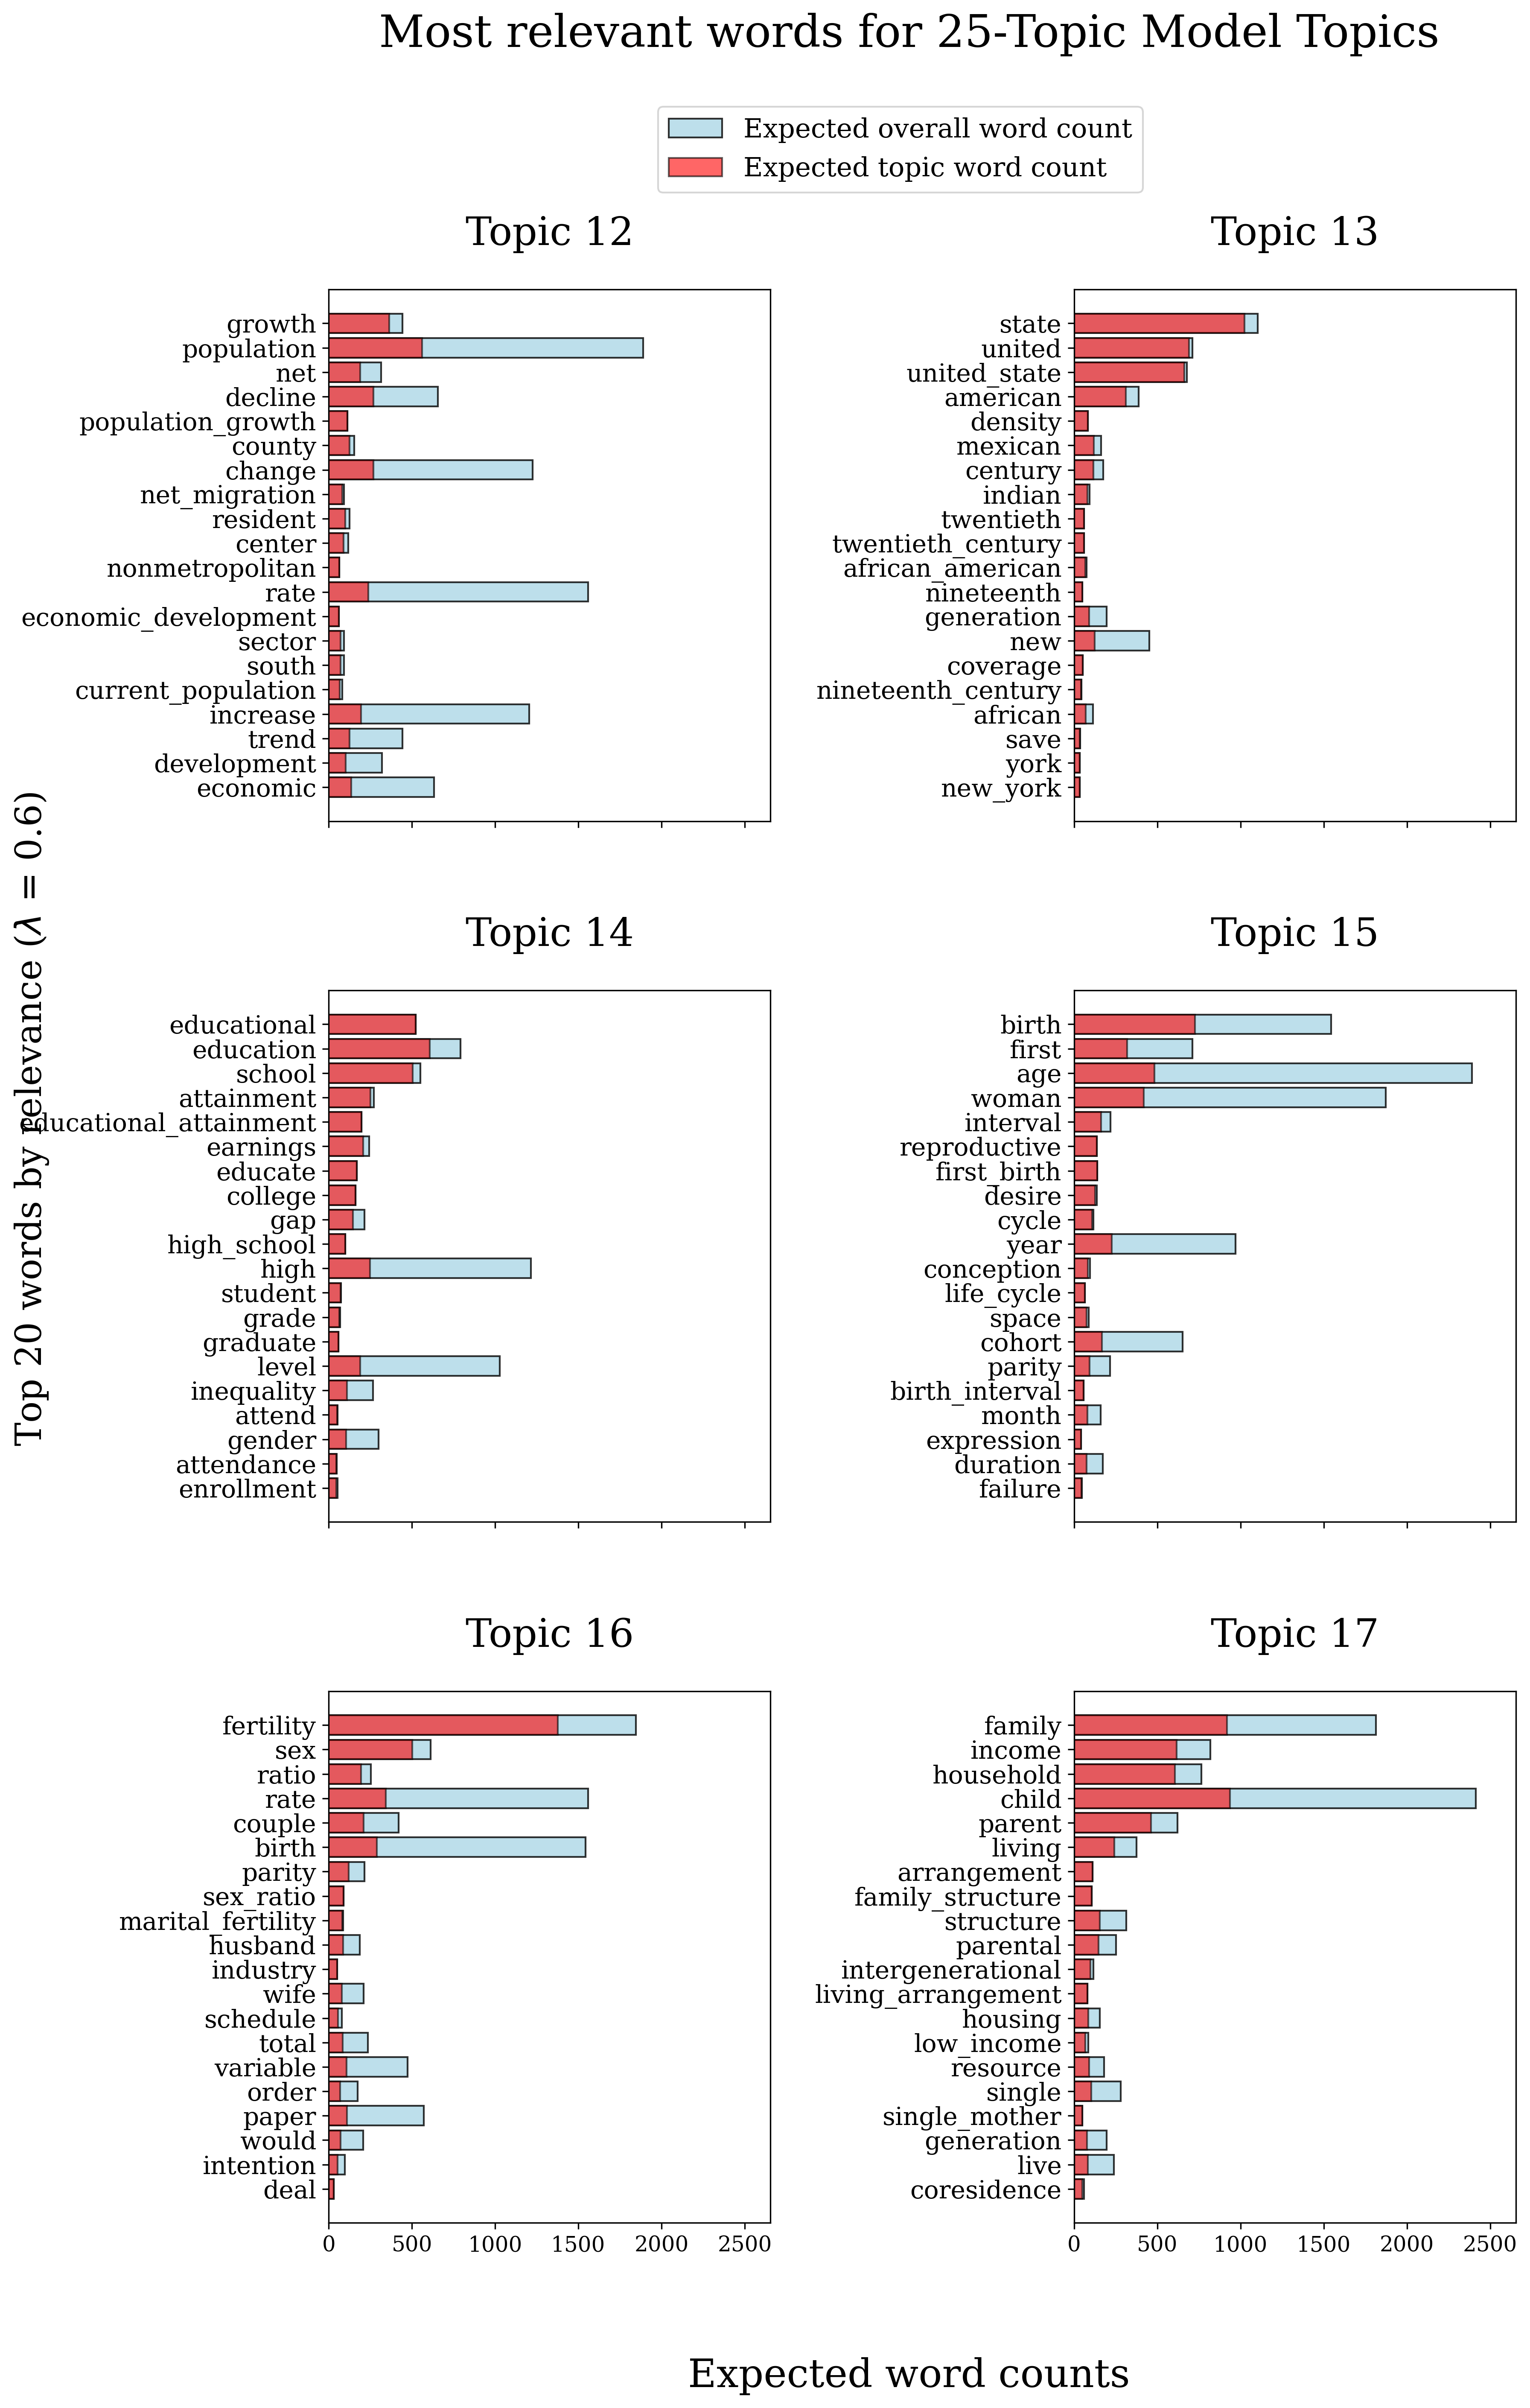 Most relevant words for 25-Topic Model Topics
Expected overall word count
Expected topic word count
Top 20 words by relevance (λ = 0.6)
Topic 12
growth
population
net
decline
population_growth
county
change
net_migration
resident
center
nonmetropolitan
rate
economic_development
sector
south
current_population
increase
trend
development
economic
Topic 13
state
united
united_state
american
density
mexican
century
indian
twentieth
twentieth_century
african_american
nineteenth
generation
new
coverage
nineteenth_century
african
save
york
new_york
Topic 14
educational
education
school
attainment
educational_attainment
earnings
educate
college
gap
high_school
high
student
grade
graduate
level
inequality
attend
gender
attendance
enrollment
Topic 15
birth
first
age
woman
interval
reproductive
first_birth
desire
cycle
year
conception
life_cycle
space
cohort
parity
birth_interval
month
expression
duration
failure
Topic 16
fertility
sex
ratio
rate
couple
birth
parity
sex_ratio
marital_fertility
husband
industry
wife
schedule
total
variable
order
paper
would
intention
deal
0 500 1000 1500 2000 2500
Topic 17
family
income
household
child
parent
living
arrangement
family_structure
structure
parental
intergenerational
living_arrangement
housing
low_income
resource
single
single_mother
generation
live
coresidence
0 500 1000 1500 2000 2500
Expected word counts